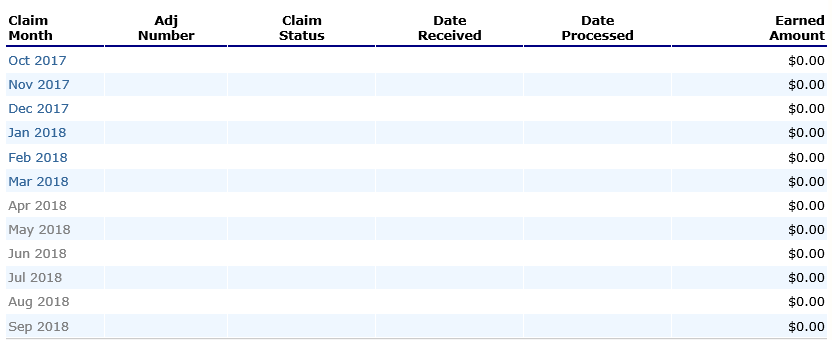 Claim Month Adj Number Claim Status Date Received Date Processed Earned Amount
Oct 2017 $0.00
Nov 2017 $0.00
Dec 2017 $0.00
Jan 2018 $0.00
Feb 2018 $0.00
Mar 2018 $0.00
Apr 2018 $0.00
May 2018 $0.00
Jun 2018 $0.00
Jul 2018 $0.00
Aug 2018 $0.00
Sep 2018 $0.00